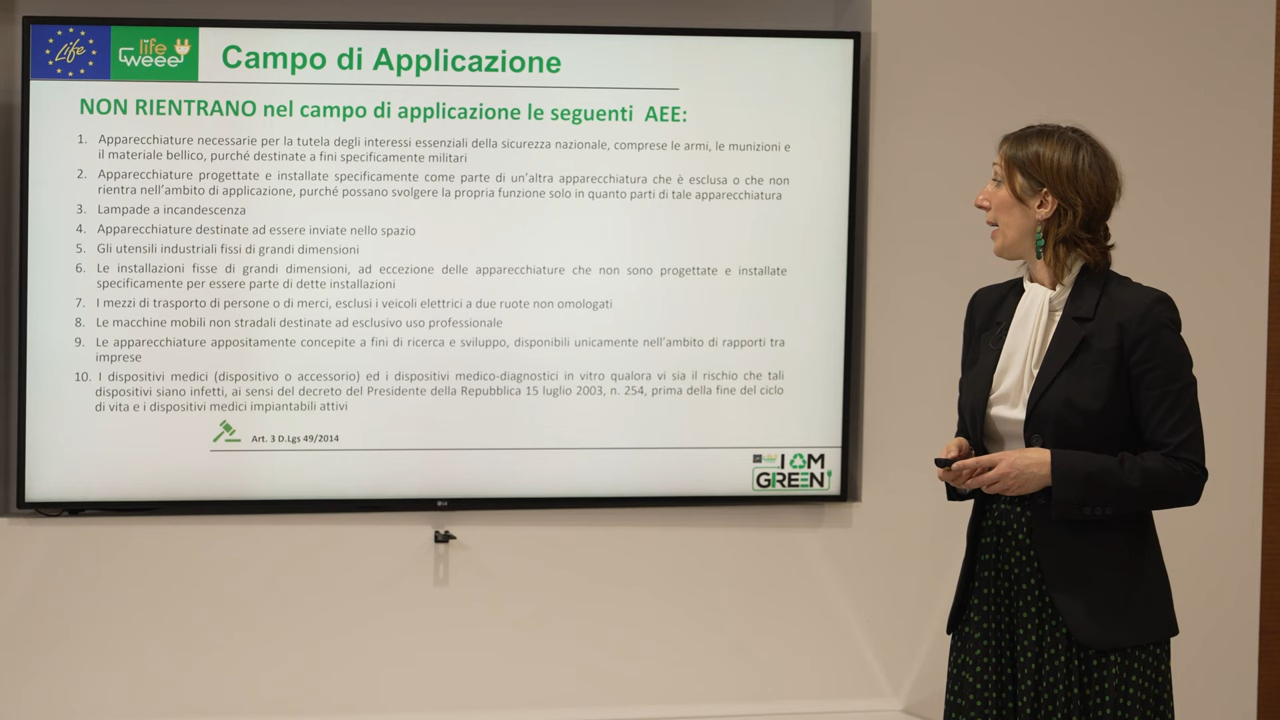 Life
life
weee
Campo di Applicazione
NON RIENTRANO nel campo di applicazione le seguenti AEE:
1. Apparecchiature necessarie per la tutela degli interessi essenziali della sicurezza nazionale, comprese le armi, le munizioni e
il materiale bellico, purché destinate a fini specificamente militari
2. Apparecchiature progettate e installate specificamente come parte di un'altra apparecchiatura che è esclusa o che non
rientra nell'ambito di applicazione, purché possano svolgere la propria funzione solo in quanto parti di tale apparecchiatura
3. Lampade a incandescenza
4. Apparecchiature destinate ad essere inviate nello spazio
5. Gli utensili industriali fissi di grandi dimensioni
6. Le installazioni fisse di grandi dimensioni, ad eccezione delle apparecchiature che non sono progettate e installate
specificamente per essere parte di dette installazioni
7. I mezzi di trasporto di persone o di merci, esclusi i veicoli elettrici a due ruote non omologati
8. Le macchine mobili non stradali destinate ad esclusivo uso professionale
9. Le apparecchiature appositamente concepite a fini di ricerca e sviluppo, disponibili unicamente nell'ambito di rapporti tra
imprese
10. I dispositivi medici (dispositivo o accessorio) ed i dispositivi medico-diagnostici in vitro qualora vi sia il rischio che tali
dispositivi siano infetti, ai sensi del decreto del Presidente della Repubblica 15 luglio 2003, n. 254, prima della fine del ciclo
di vita e i dispositivi medici impiantabili attivi
Art. 3 D.Lgs 49/2014
I AM
GREEN
LG